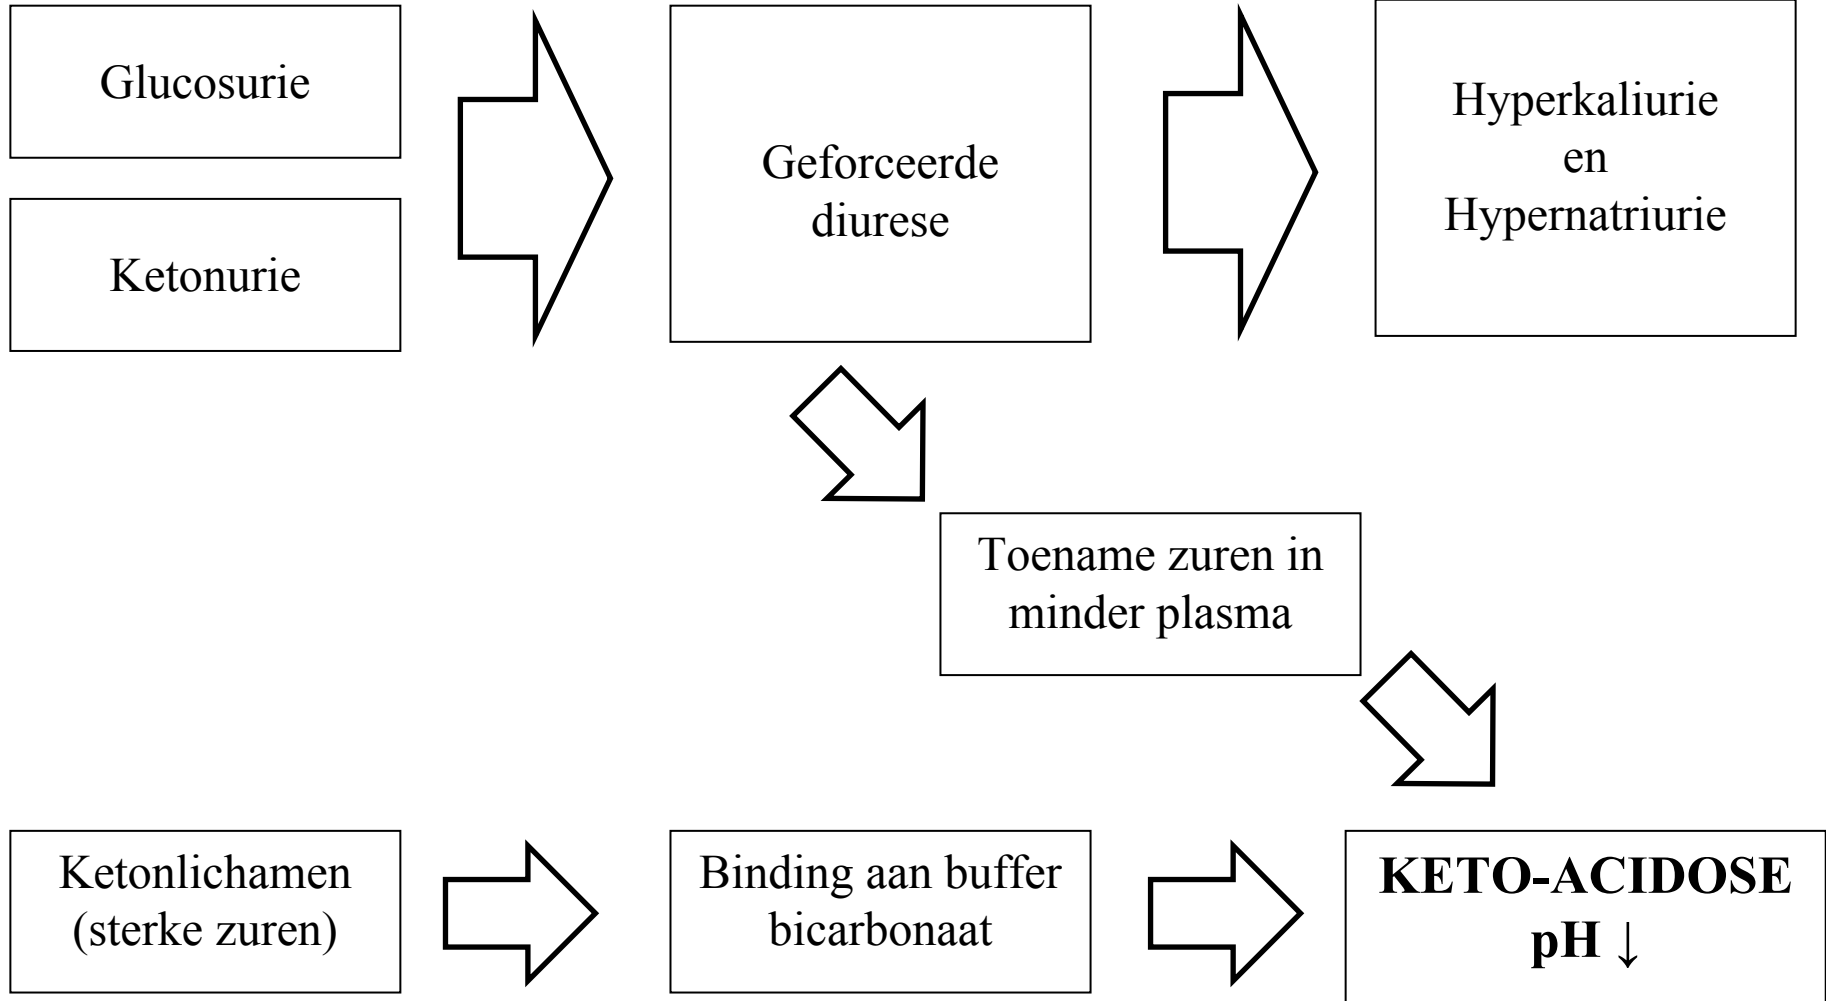 Glucosurie
Ketonurie
Geforceerde
diurese
Hyperkaliurie
en
Hypernatriurie
Toename zuren in
minder plasma
Ketonlichamen
(sterke zuren)
Binding aan buffer
bicarbonaat
KETO-ACIDOSE
pH ↓